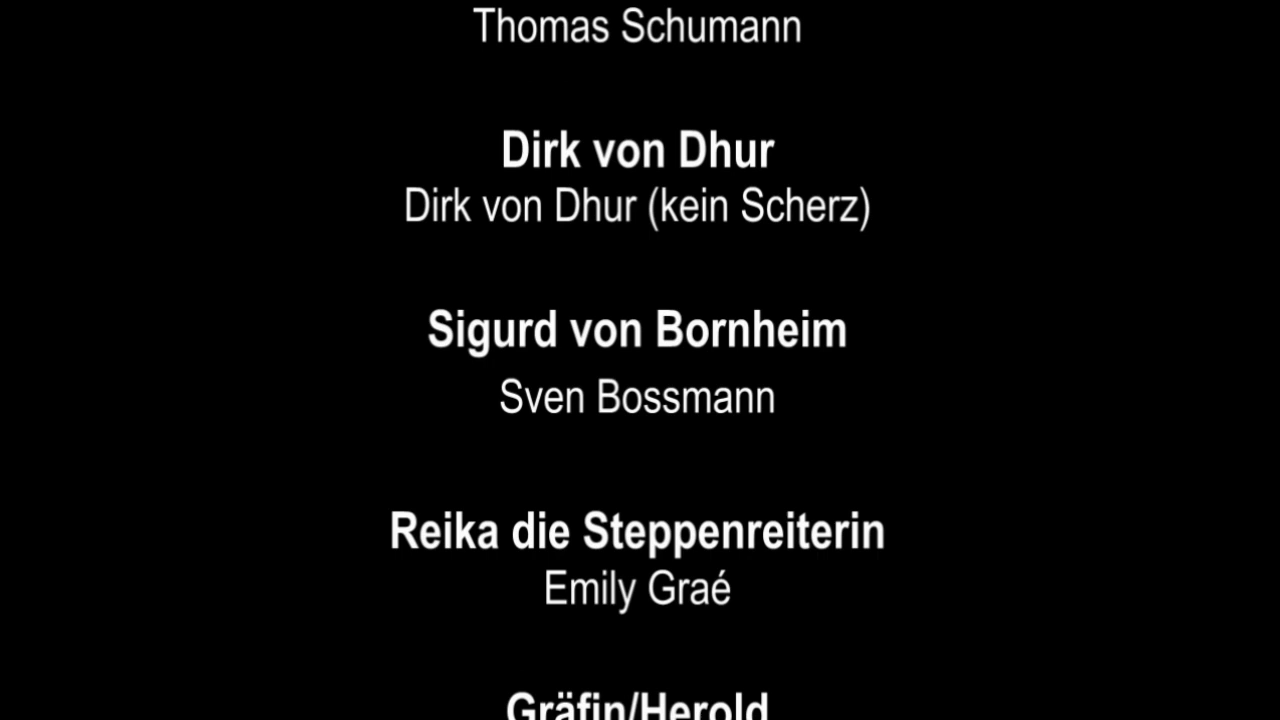 Thomas Schumann
Dirk von Dhur
Dirk von Dhur (kein Scherz)
Sigurd von Bornheim
Sven Bossmann
Reika die Steppenreiterin
Emily Graé
Gräfin/Herold